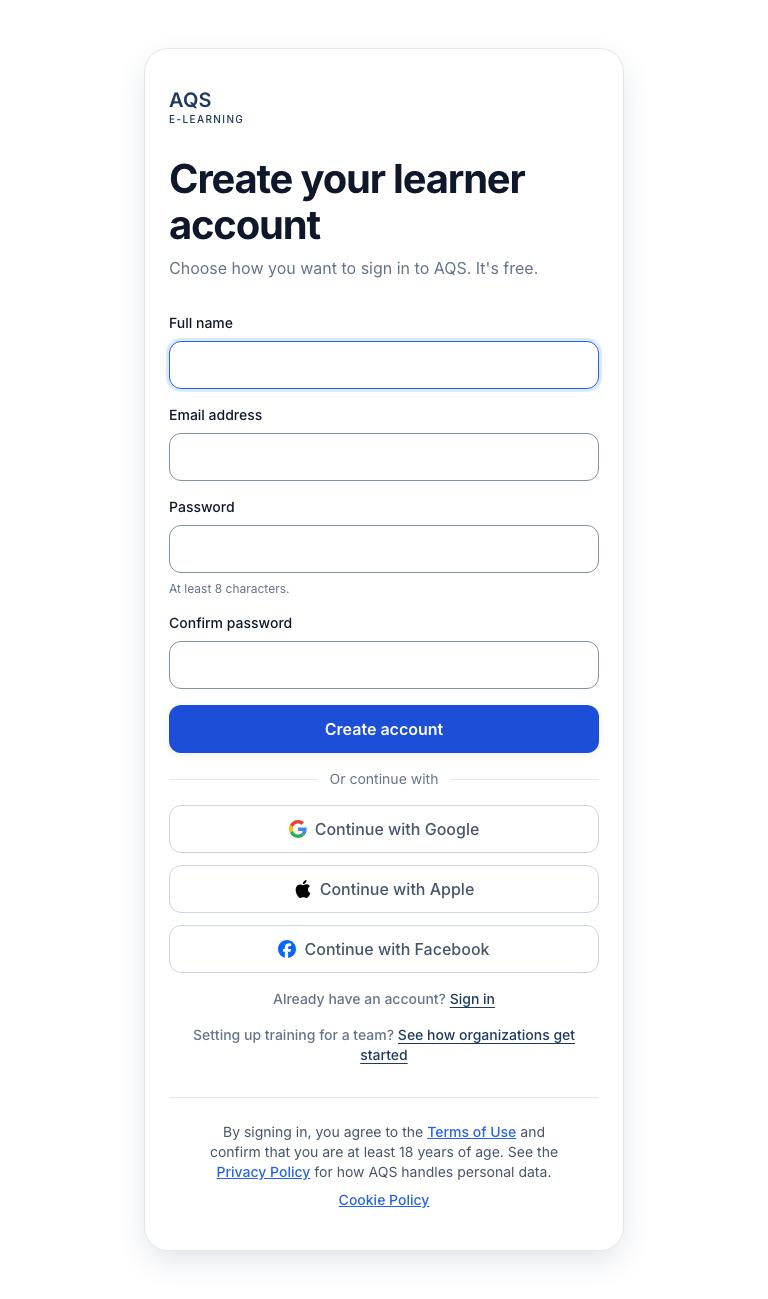 AQS
E-LEARNING
Create your learner
account
Choose how you want to sign in to AQS. It's free.
Full name
Email address
Password
At least 8 characters.
Confirm password
Create account
Or continue with
Continue with Google
Continue with Apple
Continue with Facebook
Already have an account? Sign in
Setting up training for a team? See how organizations get
started
By signing in, you agree to the Terms of Use and
confirm that you are at least 18 years of age. See the
Privacy Policy for how AQS handles personal data.
Cookie Policy